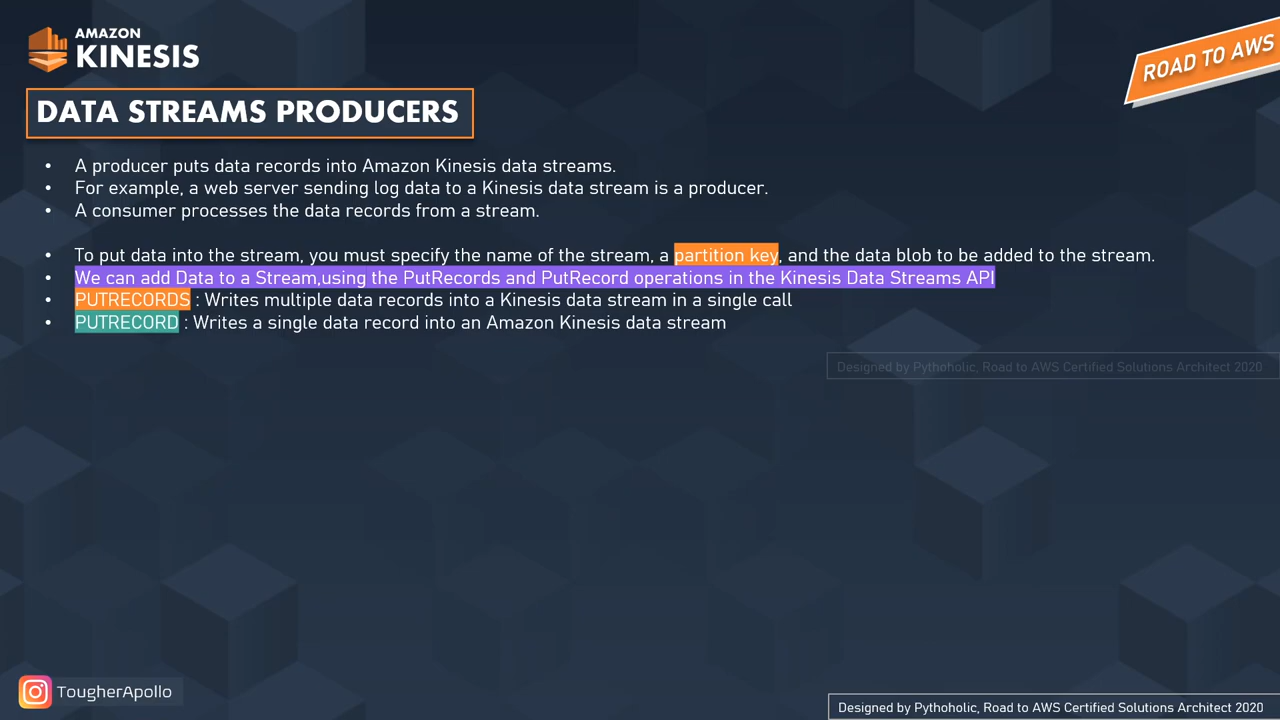 AMAZON
KINESIS
ROAD TO AWS
DATA STREAMS PRODUCERS
• A producer puts data records into Amazon Kinesis data streams.
• For example, a web server sending log data to a Kinesis data stream is a producer.
• A consumer processes the data records from a stream.
• To put data into the stream, you must specify the name of the stream, a partition key, and the data blob to be added to the stream.
• We can add Data to a Stream,using the PutRecords and PutRecord operations in the Kinesis Data Streams API
• PUTRECORDS : Writes multiple data records into a Kinesis data stream in a single call
• PUTRECORD : Writes a single data record into an Amazon Kinesis data stream
Designed by Pythoholic, Road to AWS Certified Solutions Architect 2020
TougherApollo
Designed by Pythoholic, Road to AWS Certified Solutions Architect 2020